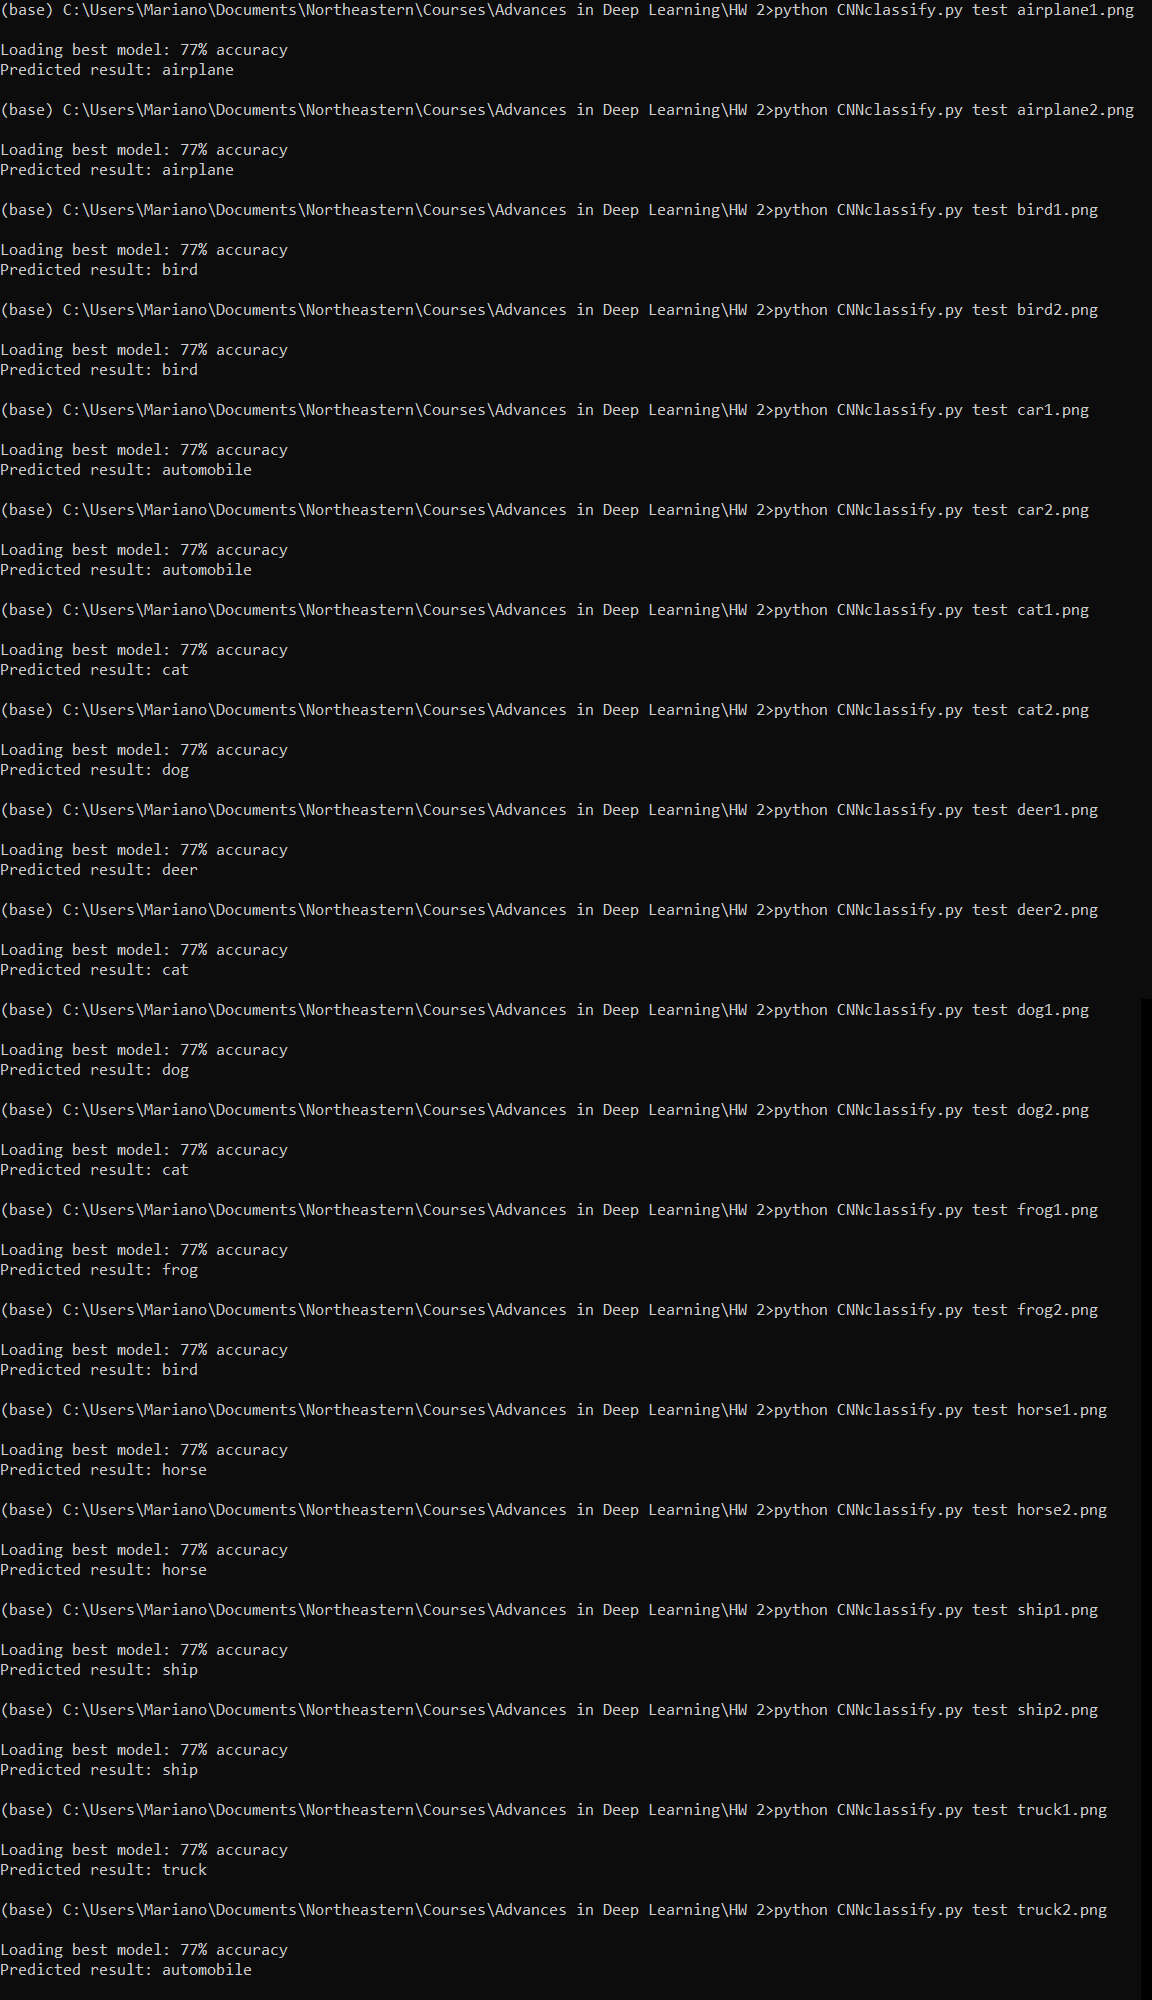 (base) C:\Users\Mariano\Documents\Northeastern\Courses\Advances in Deep Learning\HW 2>python CNNclassify.py test airplane1.png
Loading best model: 77% accuracy
Predicted result: airplane
(base) C:\Users\Mariano\Documents\Northeastern\Courses\Advances in Deep Learning\HW 2>python CNNclassify.py test airplane2.png
Loading best model: 77% accuracy
Predicted result: airplane
(base) C:\Users\Mariano\Documents\Northeastern\Courses\Advances in Deep Learning\HW 2>python CNNclassify.py test bird1.png
Loading best model: 77% accuracy
Predicted result: bird
(base) C:\Users\Mariano\Documents\Northeastern\Courses\Advances in Deep Learning\HW 2>python CNNclassify.py test bird2.png
Loading best model: 77% accuracy
Predicted result: bird
(base) C:\Users\Mariano\Documents\Northeastern\Courses\Advances in Deep Learning\HW 2>python CNNclassify.py test car1.png
Loading best model: 77% accuracy
Predicted result: automobile
(base) C:\Users\Mariano\Documents\Northeastern\Courses\Advances in Deep Learning\HW 2>python CNNclassify.py test car2.png
Loading best model: 77% accuracy
Predicted result: automobile
(base) C:\Users\Mariano\Documents\Northeastern\Courses\Advances in Deep Learning\HW 2>python CNNclassify.py test cat1.png
Loading best model: 77% accuracy
Predicted result: cat
(base) C:\Users\Mariano\Documents\Northeastern\Courses\Advances in Deep Learning\HW 2>python CNNclassify.py test cat2.png
Loading best model: 77% accuracy
Predicted result: dog
(base) C:\Users\Mariano\Documents\Northeastern\Courses\Advances in Deep Learning\HW 2>python CNNclassify.py test deer1.png
Loading best model: 77% accuracy
Predicted result: deer
(base) C:\Users\Mariano\Documents\Northeastern\Courses\Advances in Deep Learning\HW 2>python CNNclassify.py test deer2.png
Loading best model: 77% accuracy
Predicted result: cat
(base) C:\Users\Mariano\Documents\Northeastern\Courses\Advances in Deep Learning\HW 2>python CNNclassify.py test dog1.png
Loading best model: 77% accuracy
Predicted result: dog
(base) C:\Users\Mariano\Documents\Northeastern\Courses\Advances in Deep Learning\HW 2>python CNNclassify.py test dog2.png
Loading best model: 77% accuracy
Predicted result: cat
(base) C:\Users\Mariano\Documents\Northeastern\Courses\Advances in Deep Learning\HW 2>python CNNclassify.py test frog1.png
Loading best model: 77% accuracy
Predicted result: frog
(base) C:\Users\Mariano\Documents\Northeastern\Courses\Advances in Deep Learning\HW 2>python CNNclassify.py test frog2.png
Loading best model: 77% accuracy
Predicted result: bird
(base) C:\Users\Mariano\Documents\Northeastern\Courses\Advances in Deep Learning\HW 2>python CNNclassify.py test horse1.png
Loading best model: 77% accuracy
Predicted result: horse
(base) C:\Users\Mariano\Documents\Northeastern\Courses\Advances in Deep Learning\HW 2>python CNNclassify.py test horse2.png
Loading best model: 77% accuracy
Predicted result: horse
(base) C:\Users\Mariano\Documents\Northeastern\Courses\Advances in Deep Learning\HW 2>python CNNclassify.py test ship1.png
Loading best model: 77% accuracy
Predicted result: ship
(base) C:\Users\Mariano\Documents\Northeastern\Courses\Advances in Deep Learning\HW 2>python CNNclassify.py test ship2.png
Loading best model: 77% accuracy
Predicted result: ship
(base) C:\Users\Mariano\Documents\Northeastern\Courses\Advances in Deep Learning\HW 2>python CNNclassify.py test truck1.png
Loading best model: 77% accuracy
Predicted result: truck
(base) C:\Users\Mariano\Documents\Northeastern\Courses\Advances in Deep Learning\HW 2>python CNNclassify.py test truck2.png
Loading best model: 77% accuracy
Predicted result: automobile